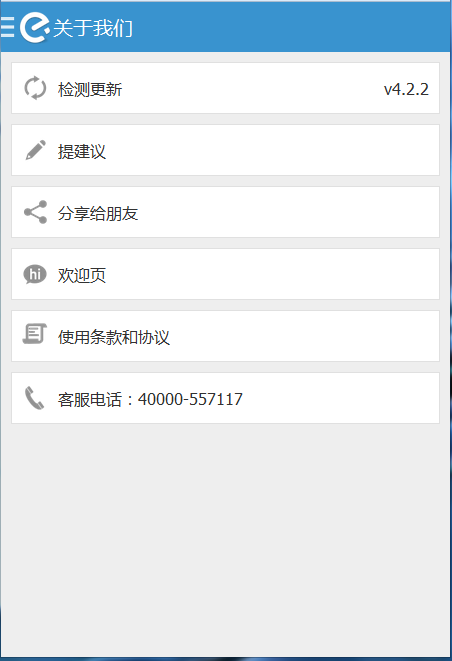 关于我们
检测更新 v4.2.2
提建议
分享给朋友
hi 欢迎页
使用条款和协议
客服电话：40000-557117